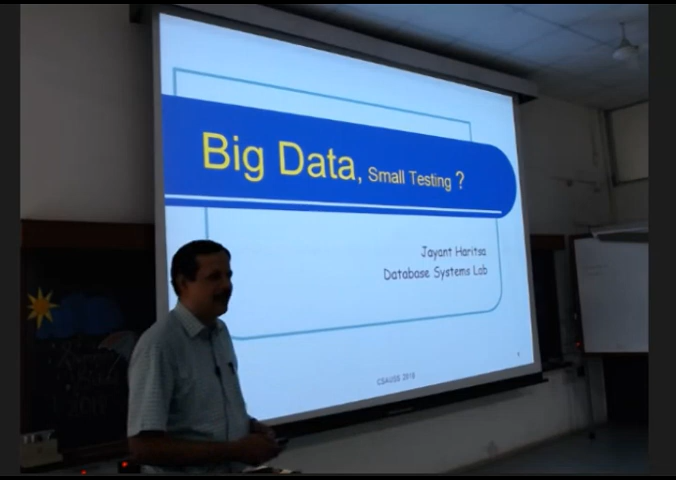 Big Data, Small Testing ?
Jayant Haritsa
Database Systems Lab
CSAUSS 2018